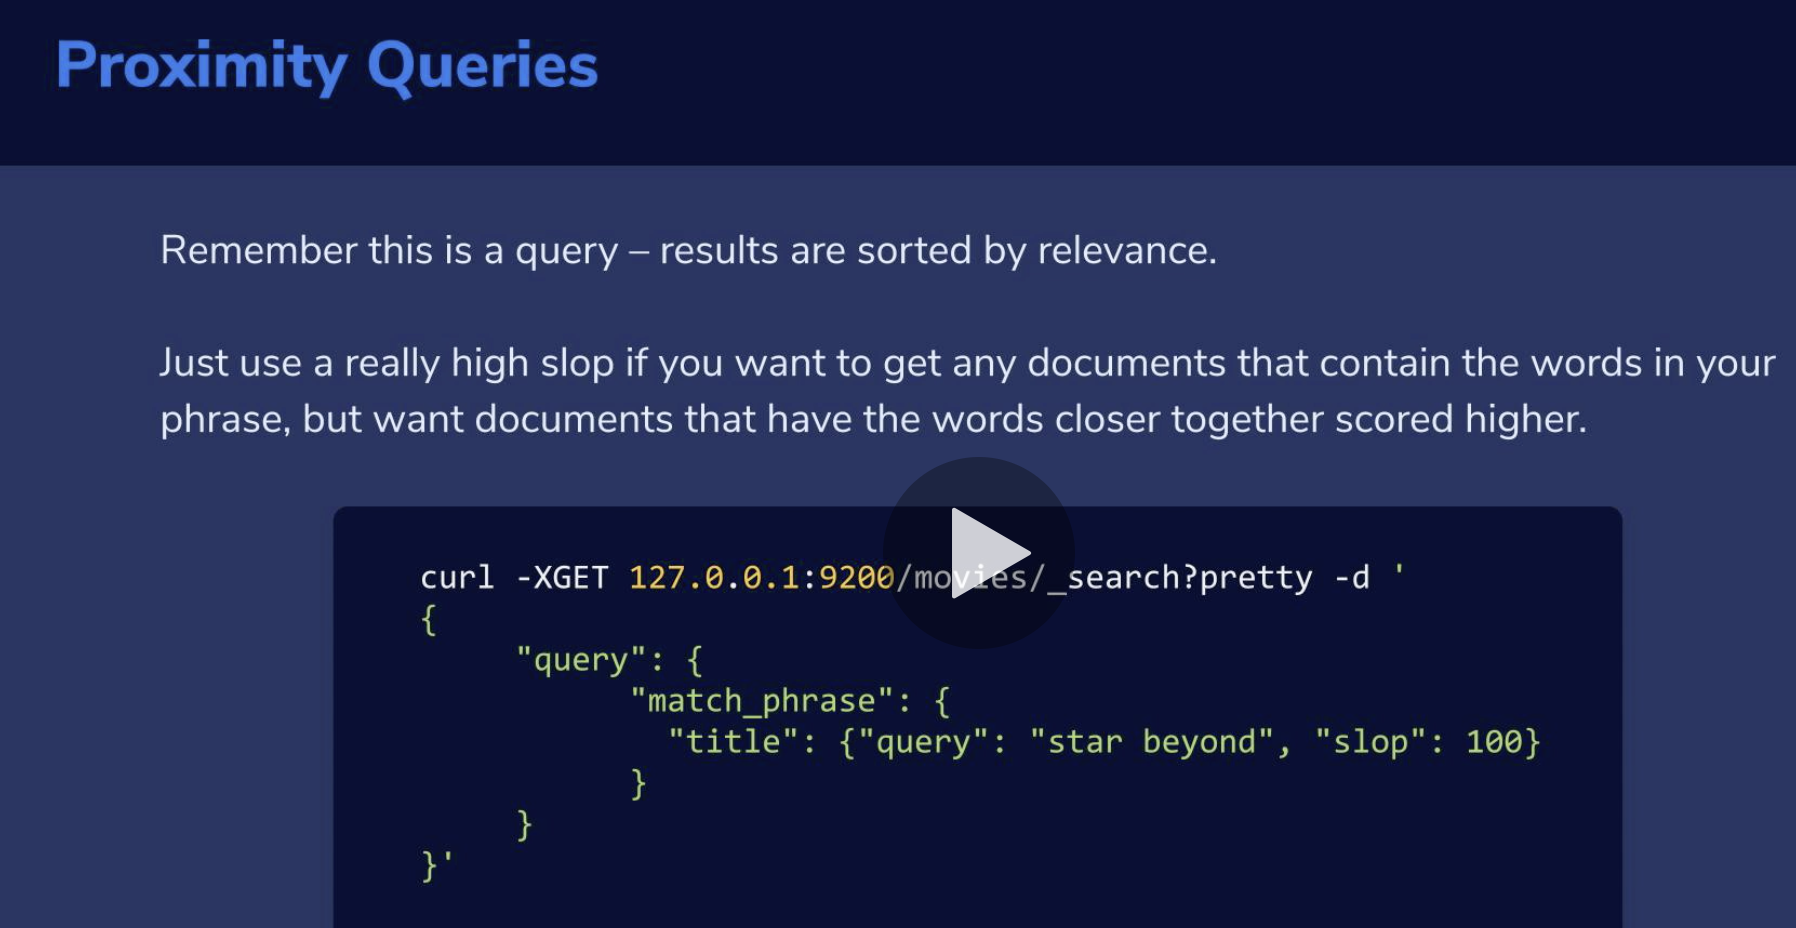 Proximity Queries
Remember this is a query – results are sorted by relevance.
Just use a really high slop if you want to get any documents that contain the words in your
phrase, but want documents that have the words closer together scored higher.
curl -XGET 127.0.0.1:9200/movies/_search?pretty -d '
{
"query": {
"match_phrase": {
"title": {"query": "star beyond", "slop": 100}
}
}
}'